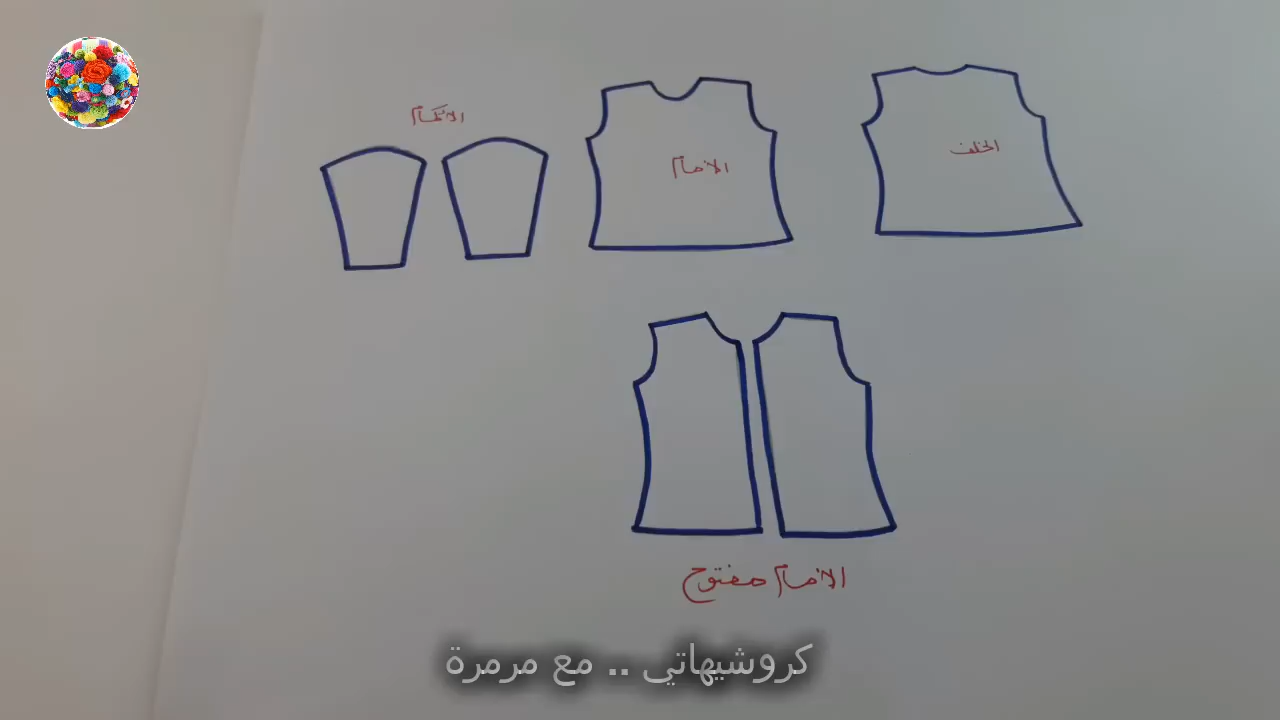 الاكمام
الامام
الخلف
الامام مفتوح
كروشيهاتي .. مع مرمرة